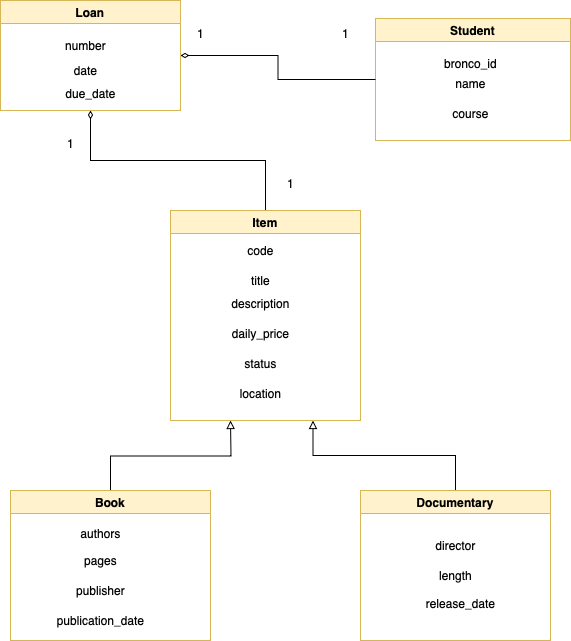 Loan
number
date
due_date
1
1
Student
bronco_id
name
course
1
1
Item
code
title
description
daily_price
status
location
Book
authors
pages
publisher
publication_date
Documentary
director
length
release_date